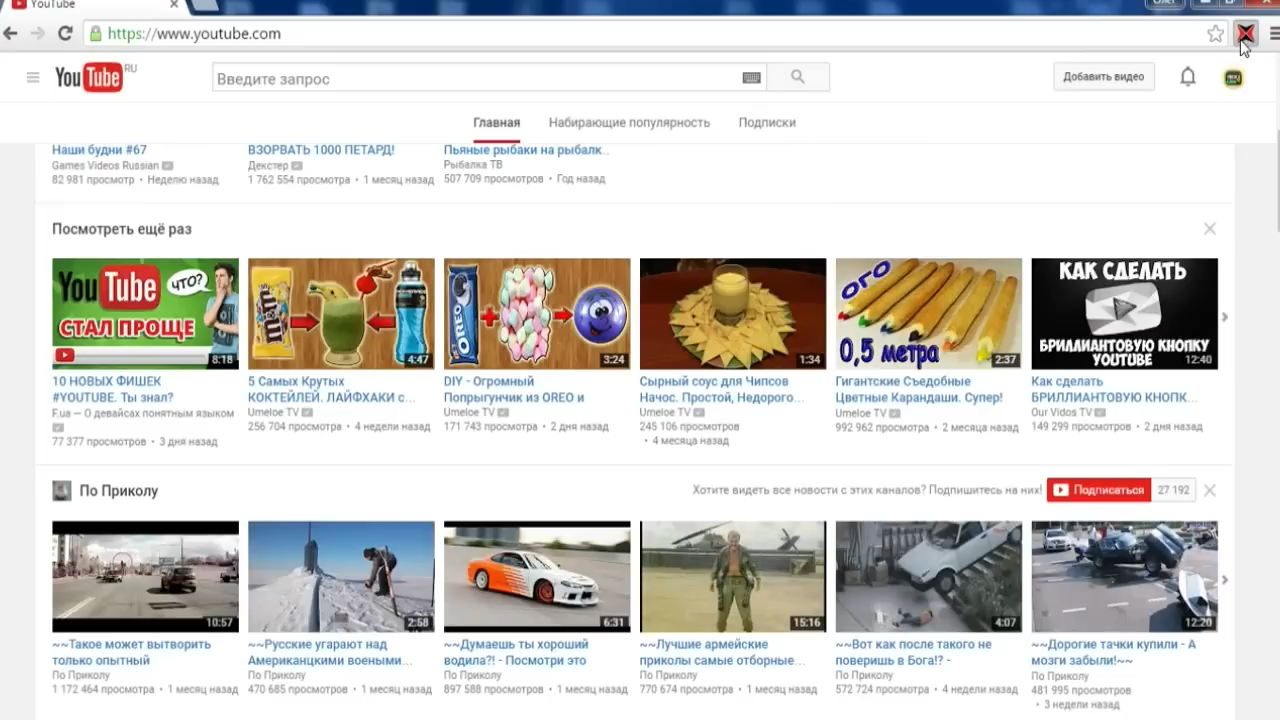 YouTube
Олег
https://www.youtube.com
YouTube RU
Введите запрос
Добавить видео
Главная
Набирающие популярность
Подписки
Наши будни #67
Games Videos Russian
82 981 просмотр • Неделю назад
ВЗОРВАТЬ 1000 ПЕТАРД!
Декстер
1 762 554 просмотра • 1 месяц назад
Пьяные рыбаки на рыбалк...
Рыбалка ТВ
507 709 просмотров • Год назад
Посмотреть ещё раз
YouTube
ЧТО?
СТАЛ ПРОЩЕ
8:18
10 НОВЫХ ФИШЕК
#YOUTUBE. Ты знал?
F.ua — О девайсах понятным языком
77 377 просмотров • 3 дня назад
m&m's
4:47
5 Самых Крутых
КОКТЕЙЛЕЙ. ЛАЙФХАКИ с...
Umeloe TV
256 704 просмотра • 4 недели назад
OREO
3:24
DIY - Огромный
Попрыгунчик из OREO и
Umeloe TV
171 743 просмотра • 2 дня назад
1:34
Сырный соус для Чипсов
Начос. Простой, Недорого...
Umeloe TV
245 106 просмотров
• 4 месяца назад
ОГО
0,5 метра
2:37
Гигантские Съедобные
Цветные Карандаши. Супер!
Umeloe TV
992 962 просмотра • 2 месяца назад
КАК СДЕЛАТЬ
БРИЛЛИАНТОВУЮ КНОПКУ
YOUTUBE
12:40
Как сделать
БРИЛЛИАНТОВУЮ КНОПК...
Our Vidos TV
149 299 просмотров • 2 дня назад
По Приколу
Хотите видеть все новости с этих каналов? Подпишитесь на них!
Подписаться
27 192
10:57
~~Такое может вытворить
только опытный
По Приколу
1 172 464 просмотра • 1 месяц назад
2:58
~~Русские угарают над
Американцкими воеными...
По Приколу
470 685 просмотров • 1 месяц назад
6:31
~~Думаешь ты хороший
водила?! - Посмотри это
По Приколу
897 588 просмотров • 1 месяц назад
15:16
~~Лучшие армейские
приколы самые отборные...
По Приколу
770 674 просмотра • 1 месяц назад
4:07
~~Вот как после такого не
поверишь в Бога!? -
По Приколу
572 724 просмотра • 4 недели назад
12:20
~~Дорогие тачки купили - А
мозги забыли!~~
По Приколу
481 995 просмотров
• 3 недели назад